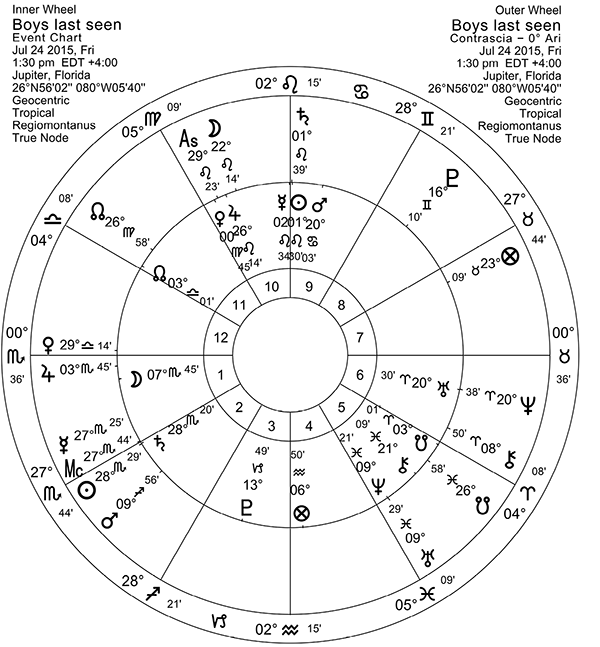 Inner Wheel
Boys last seen
Event Chart
Jul 24 2015, Fri
1:30 pm EDT +4:00
Jupiter, Florida
26°N56'02" 080°W05'40"
Geocentric
Tropical
Regiomontanus
True Node
Outer Wheel
Boys last seen
Contrascia – 0° Ari
Jul 24 2015, Fri
1:30 pm EDT +4:00
Jupiter, Florida
26°N56'02" 080°W05'40"
Geocentric
Tropical
Regiomontanus
True Node
02° ♌ 15'
♋
28° ♊ 21'
27° ♉ 44'
00° ♉ 36'
04° ♈ 08'
05° ♓ 09'
02° ♒ 15'
♑
28° ♐ 21'
27° ♏ 44'
00° ♏ 36'
04° ♎ 08'
05° ♍ 09'
As 29° ♌ 23'
☽ 22° ♌ 14'
♄ 01° ♌ 39'
♇ 16° ♊ 10'
⊗ 23° ♉ 09'
♆ 20° ♈ 38'
⚷ 08° ♈ 50'
☋ 26° ♓ 58'
♅ 09° ♓ 29'
♂ 09° ♐ 56'
☉ 28° ♏ 29'
Mc 27° ♏ 44'
☿ 27° ♏ 25'
♃ 03° ♏ 45'
♀ 29° ♎ 14'
☊ 26° ♍ 58'
♀ 00° ♍ 45'
♃ 26° ♌ 14'
☿ 02° ♌ 34'
☉ 01° ♌ 30'
♂ 20° ♋ 03'
☊ 03° ♎ 01'
☽ 07° ♏ 45'
♄ 28° ♏ 20'
♇ 13° ♑ 49'
⊗ 06° ♒ 50'
♆ 09° ♓ 21'
⚷ 21° ♓ 09'
☋ 03° ♈ 01'
♅ 20° ♈ 30'
10
9
11
8
12
7
1
6
2
5
3
4